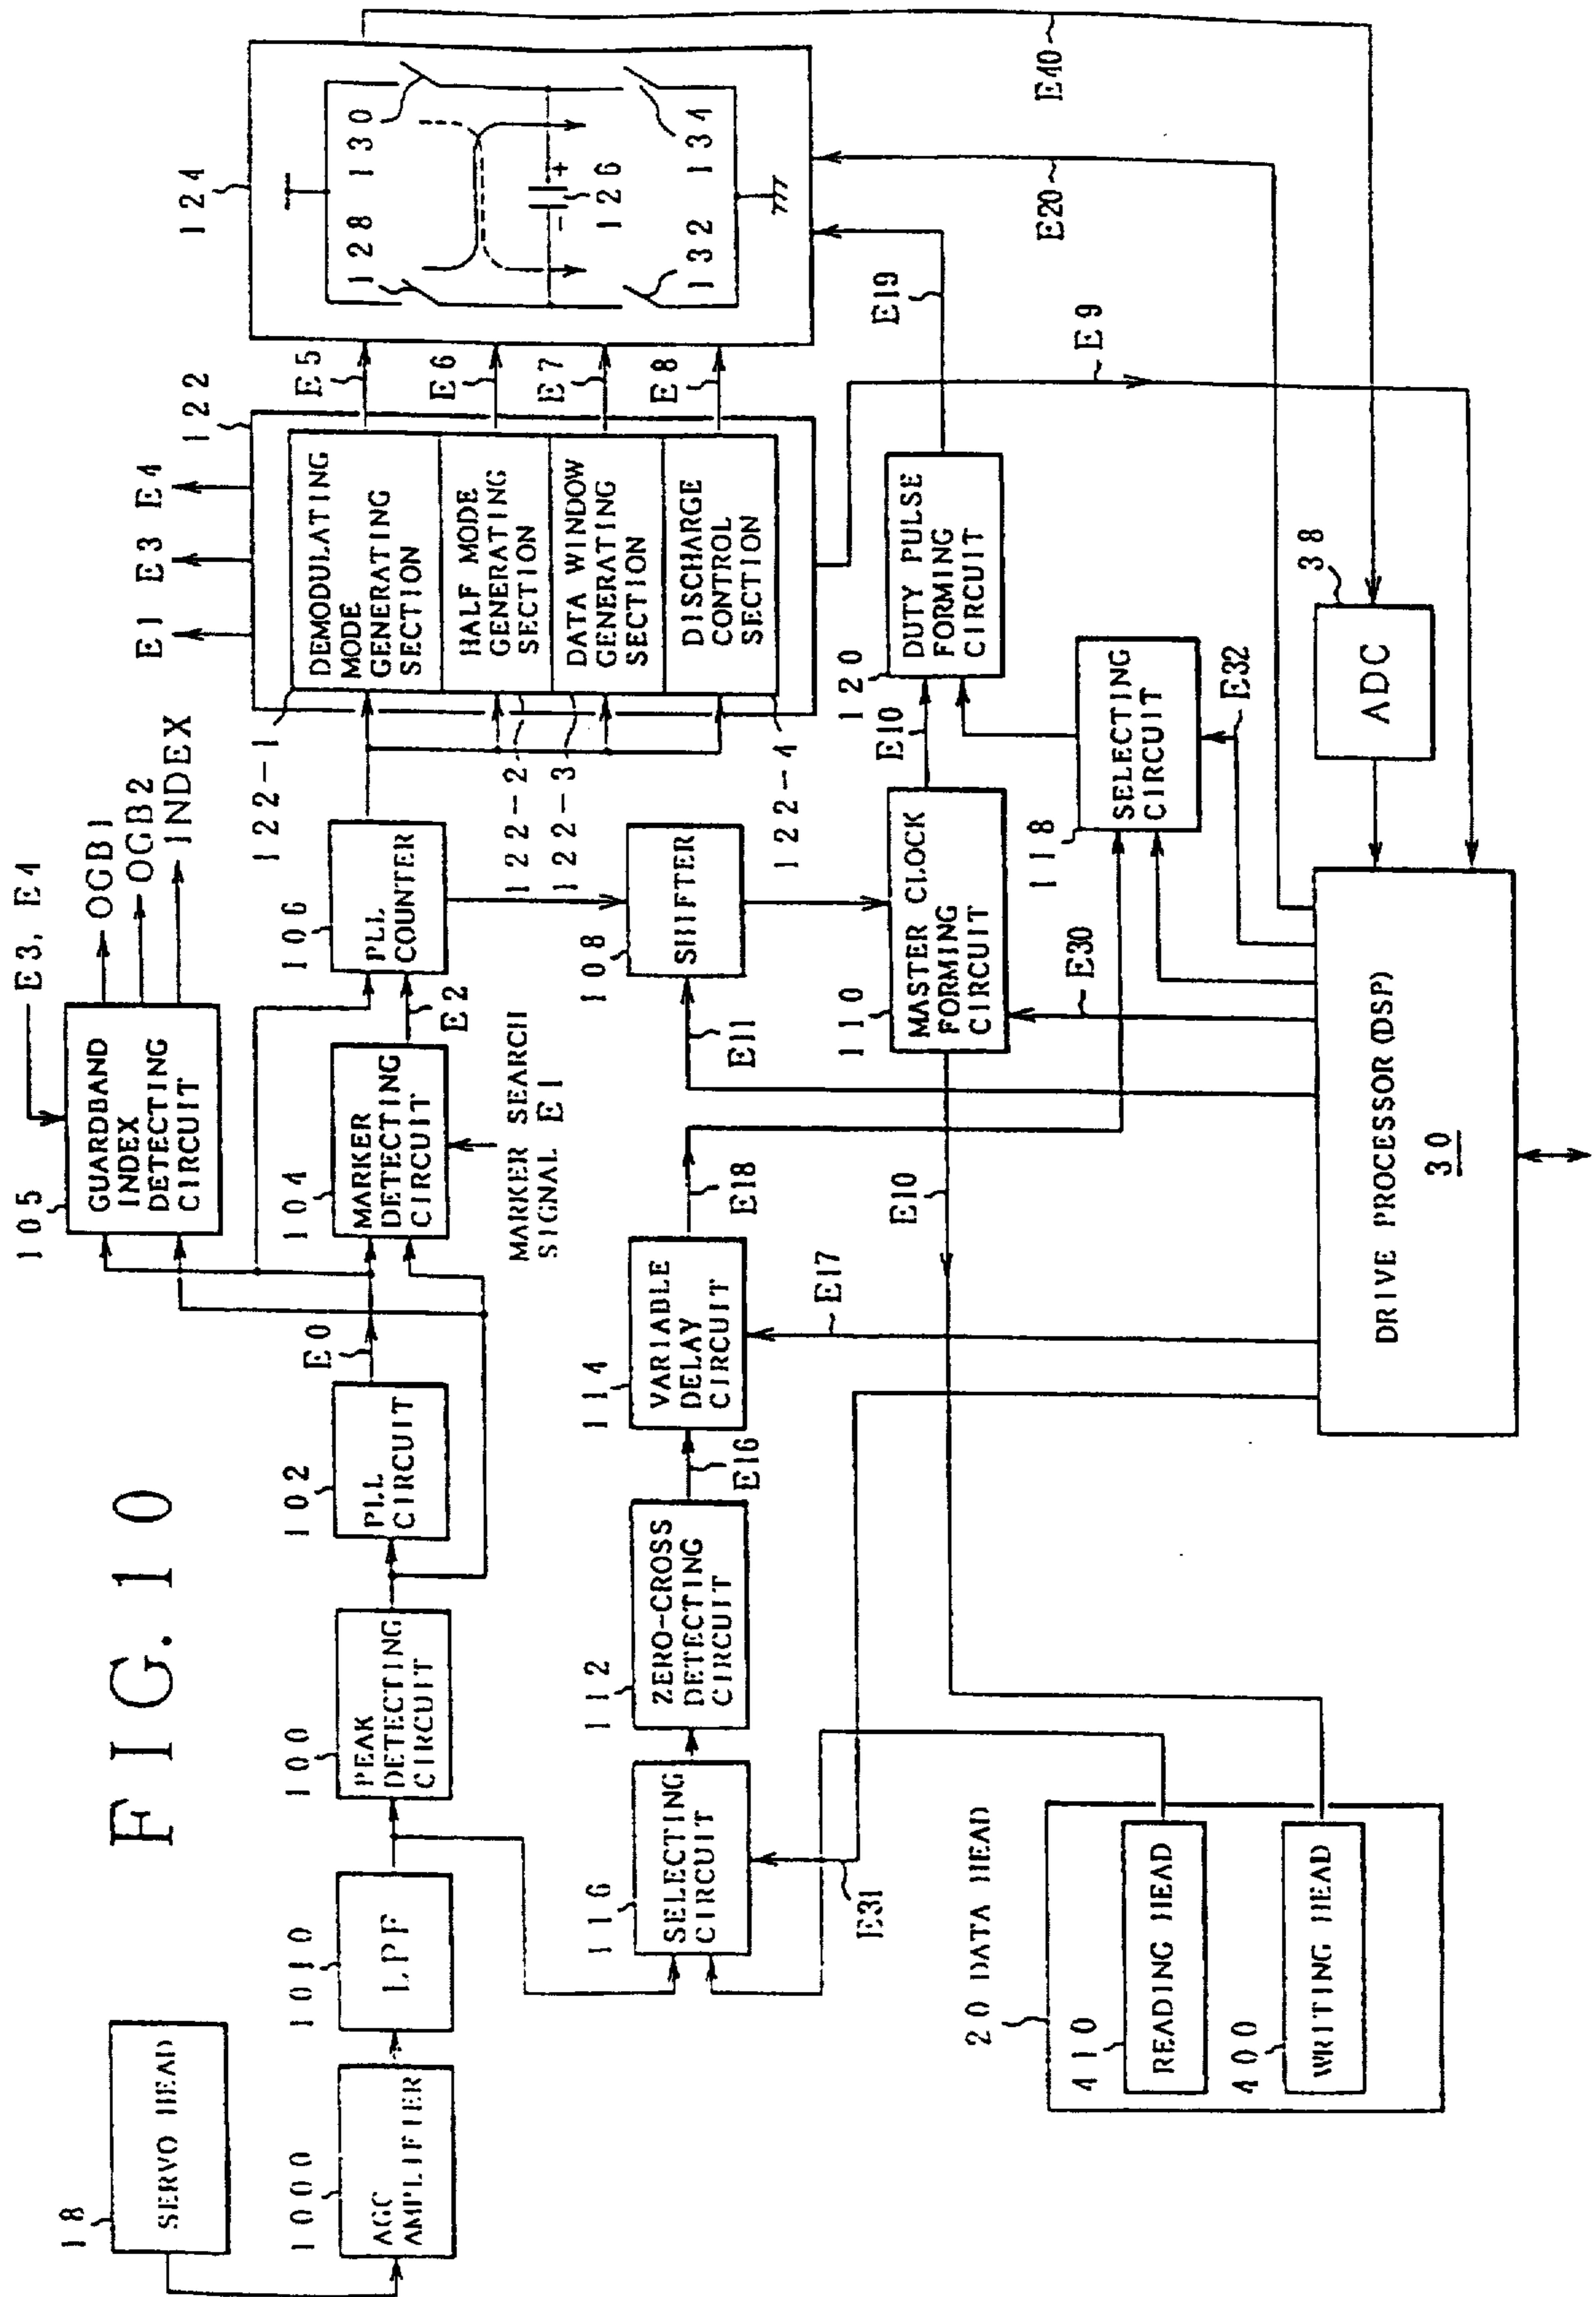 FIG. 10
18
SERVO HEAD
1000
AGC
AMPLIFIER
1010
LPF
100
PEAK
DETECTING
CIRCUIT
102
PLL
CIRCUIT
E0
105
GUARDBAND
INDEX
DETECTING
CIRCUIT
E3, E4
OGB1
OGB2
INDEX
104
MARKER
DETECTING
CIRCUIT
MARKER SEARCH
SIGNAL E1
E2
106
PLL
COUNTER
E1 E3 E4
122
122-1
DEMODULATING
MODE
GENERATING
SECTION
122-2
HALF MODE
GENERATING
SECTION
122-3
DATA WINDOW
GENERATING
SECTION
122-4
DISCHARGE
CONTROL
SECTION
E5
E6
E7
E8
124
128
130
- +
126
132
134
116
SELECTING
CIRCUIT
E31
112
ZERO-CROSS
DETECTING
CIRCUIT
E16
114
VARIABLE
DELAY
CIRCUIT
E17
E18
108
SHIFTER
E11
110
MASTER CLOCK
FORMING
CIRCUIT
E10
E10
E30
120
DUTY PULSE
FORMING
CIRCUIT
E19
118
SELECTING
CIRCUIT
E32
E9
E20
E40
38
ADC
20 DATA HEAD
410
READING HEAD
400
WRITING HEAD
DRIVE PROCESSOR (DSP)
30